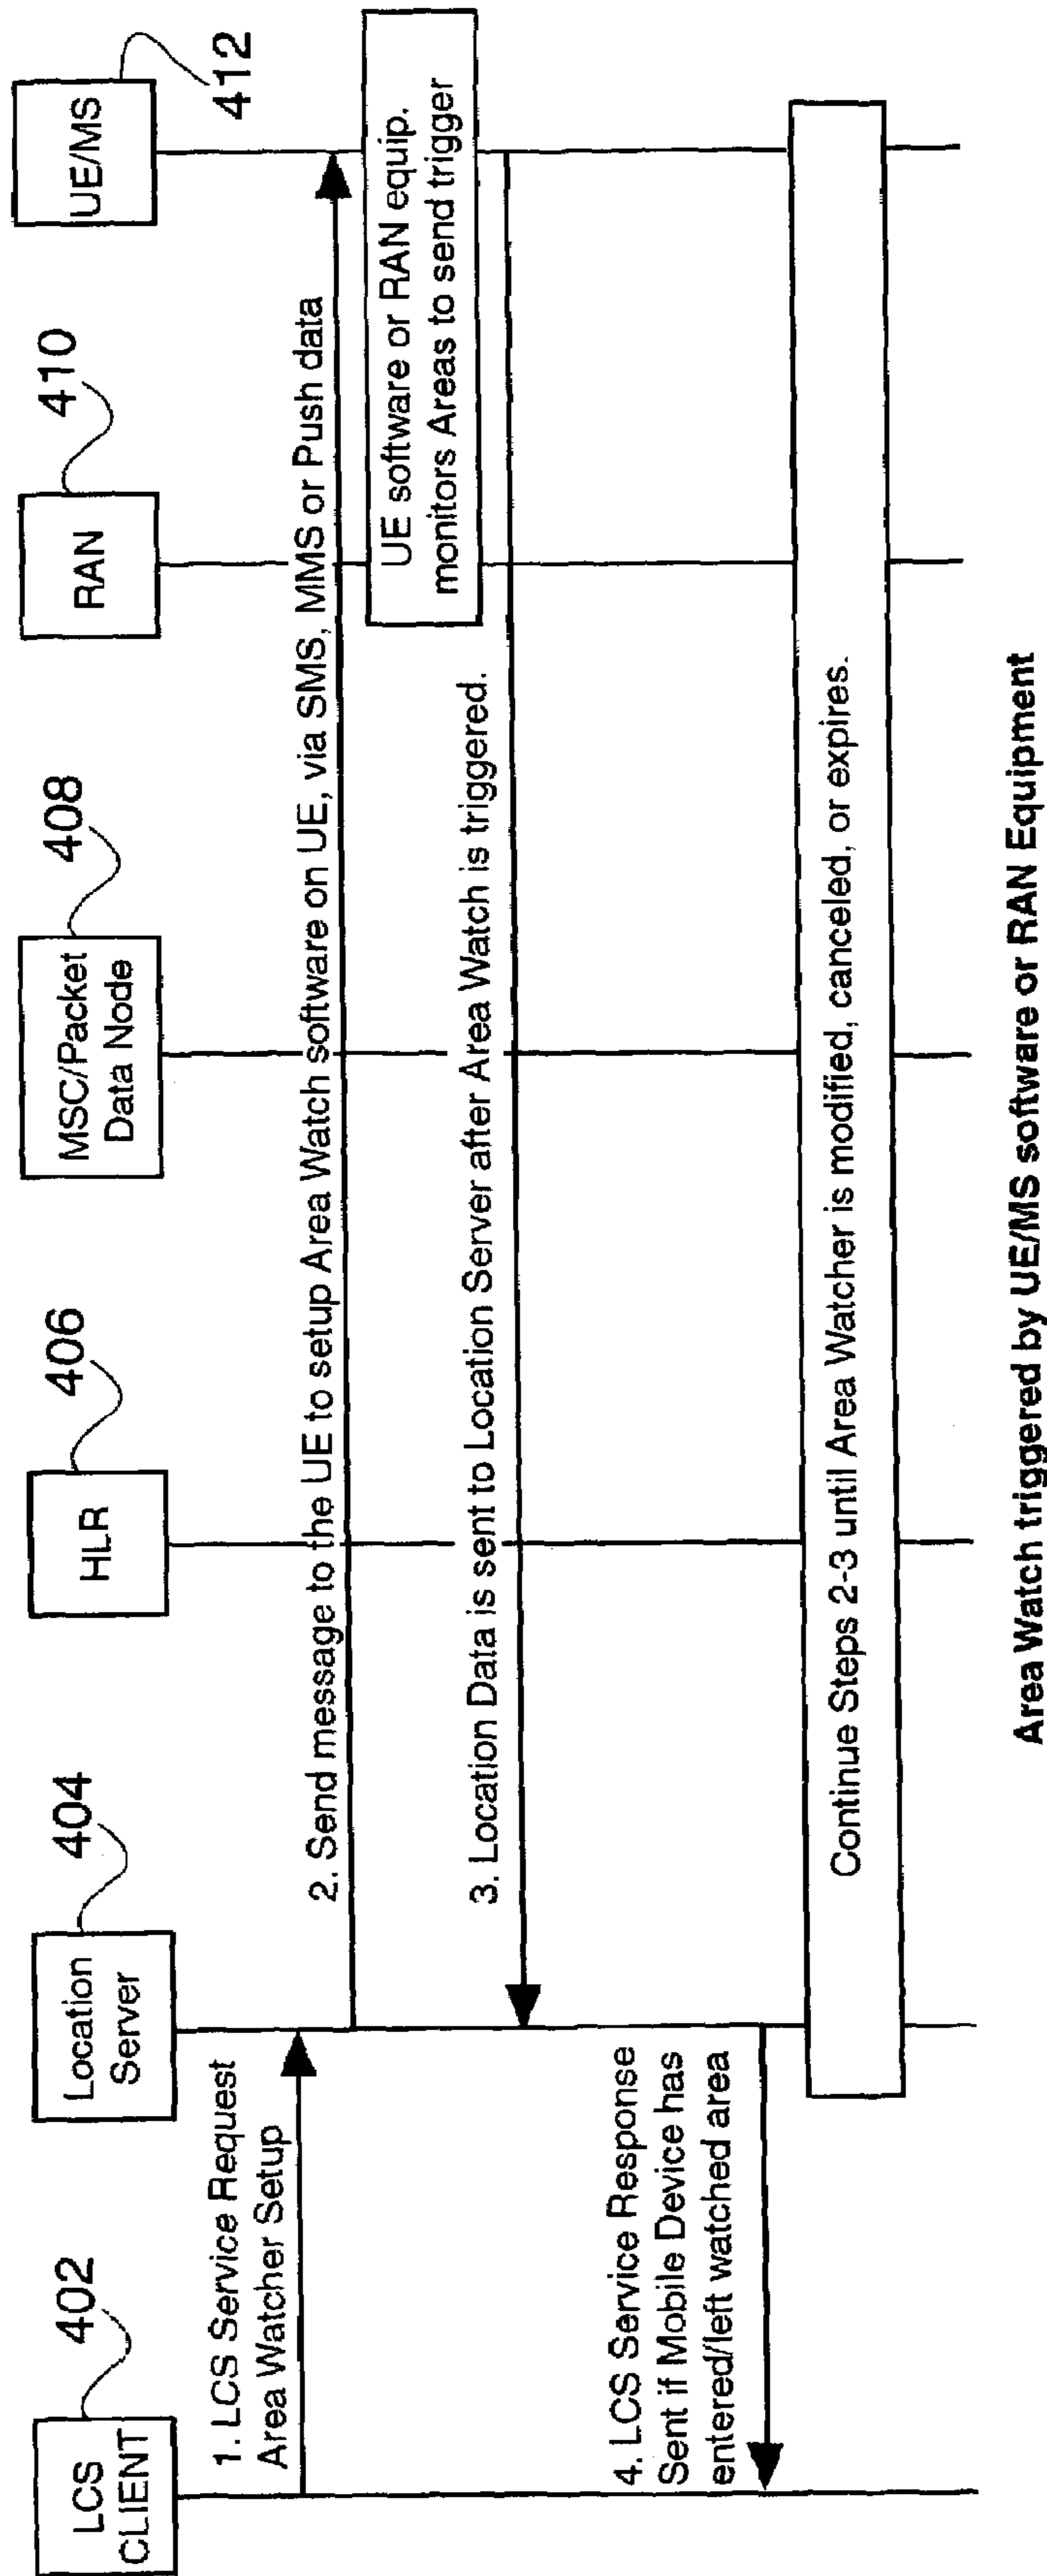 402
404
406
408
410
412
LCS
CLIENT
Location
Server
HLR
MSC/Packet
Data Node
RAN
UE/MS
1. LCS Service Request
Area Watcher Setup
2. Send message to the UE to setup Area Watch software on UE, via SMS, MMS or Push data
UE software or RAN equip.
monitors Areas to send trigger
3. Location Data is sent to Location Server after Area Watch is triggered.
4. LCS Service Response
Sent if Mobile Device has
entered/left watched area
Continue Steps 2-3 until Area Watcher is modified, canceled, or expires.
Area Watch triggered by UE/MS software or RAN Equipment